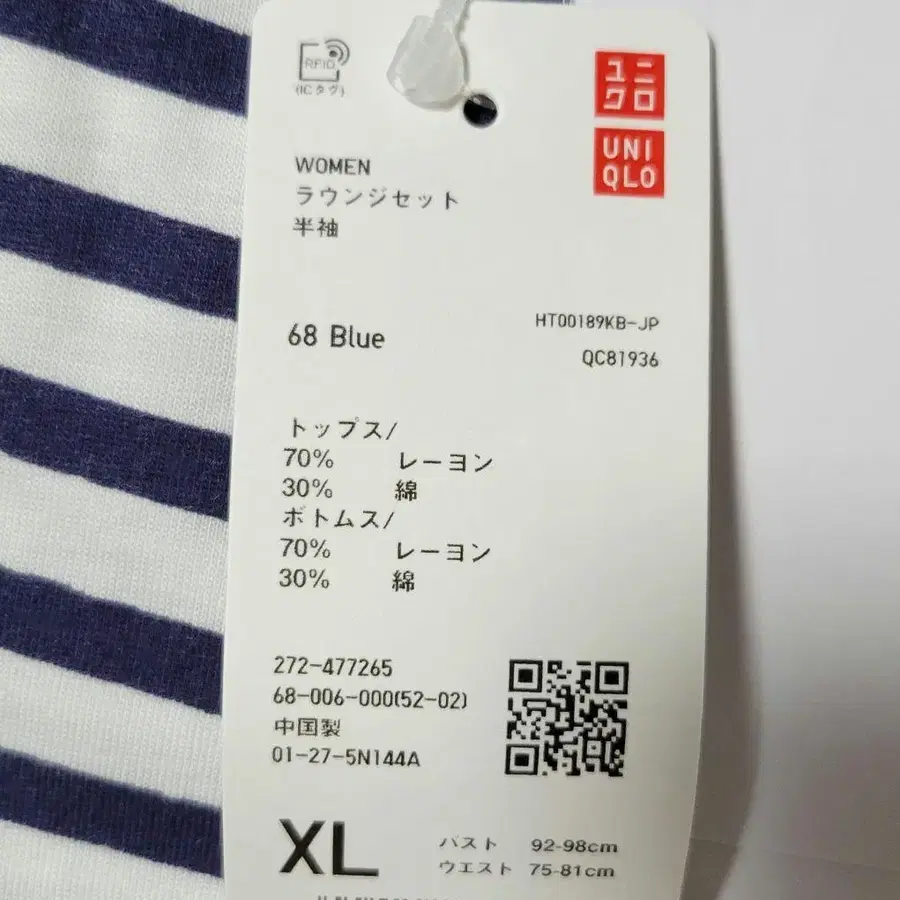 RFID
(ICタグ)
ユニ
クロ
UNI
QLO
WOMEN
ラウンジセット
半袖
68 Blue
HT00189KB-JP
QC81936
トップス/
70% レーヨン
30% 綿
ボトムス/
70% レーヨン
30% 綿
272-477265
68-006-000(52-02)
中国製
01-27-5N144A
XL
バスト 92-98cm
ウエスト 75-81cm